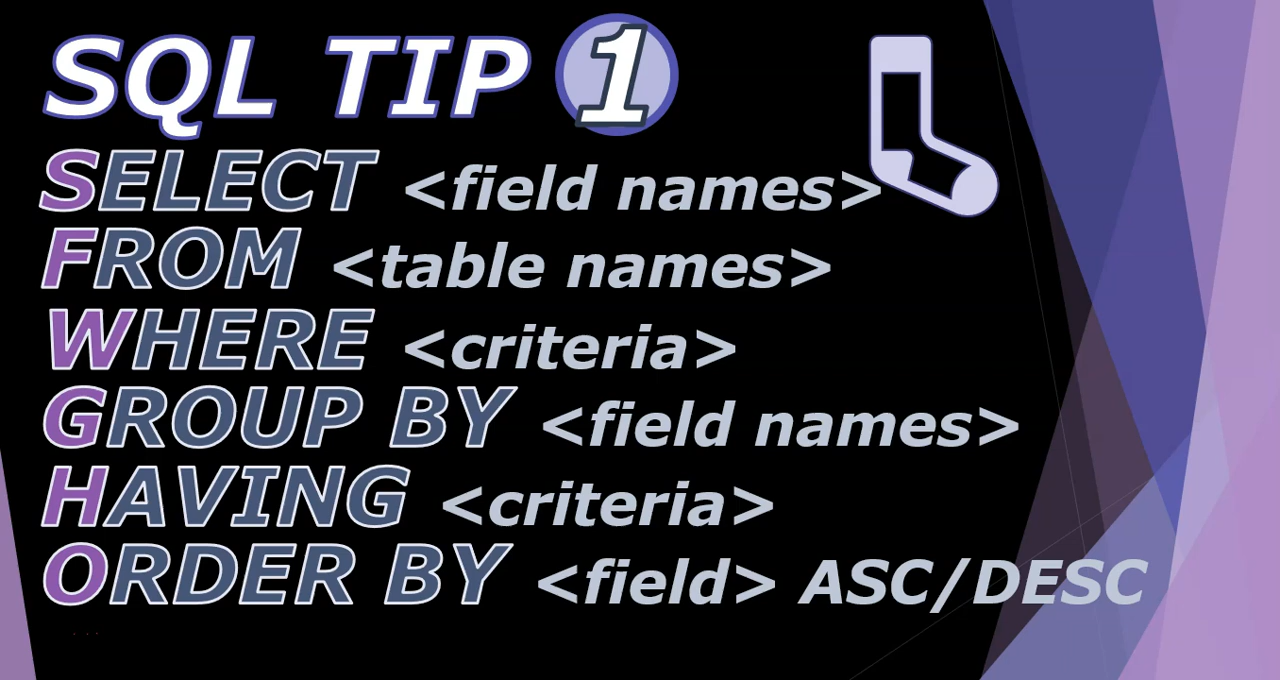 SQL TIP 1
SELECT <field names>
FROM <table names>
WHERE <criteria>
GROUP BY <field names>
HAVING <criteria>
ORDER BY <field> ASC/DESC
. . .